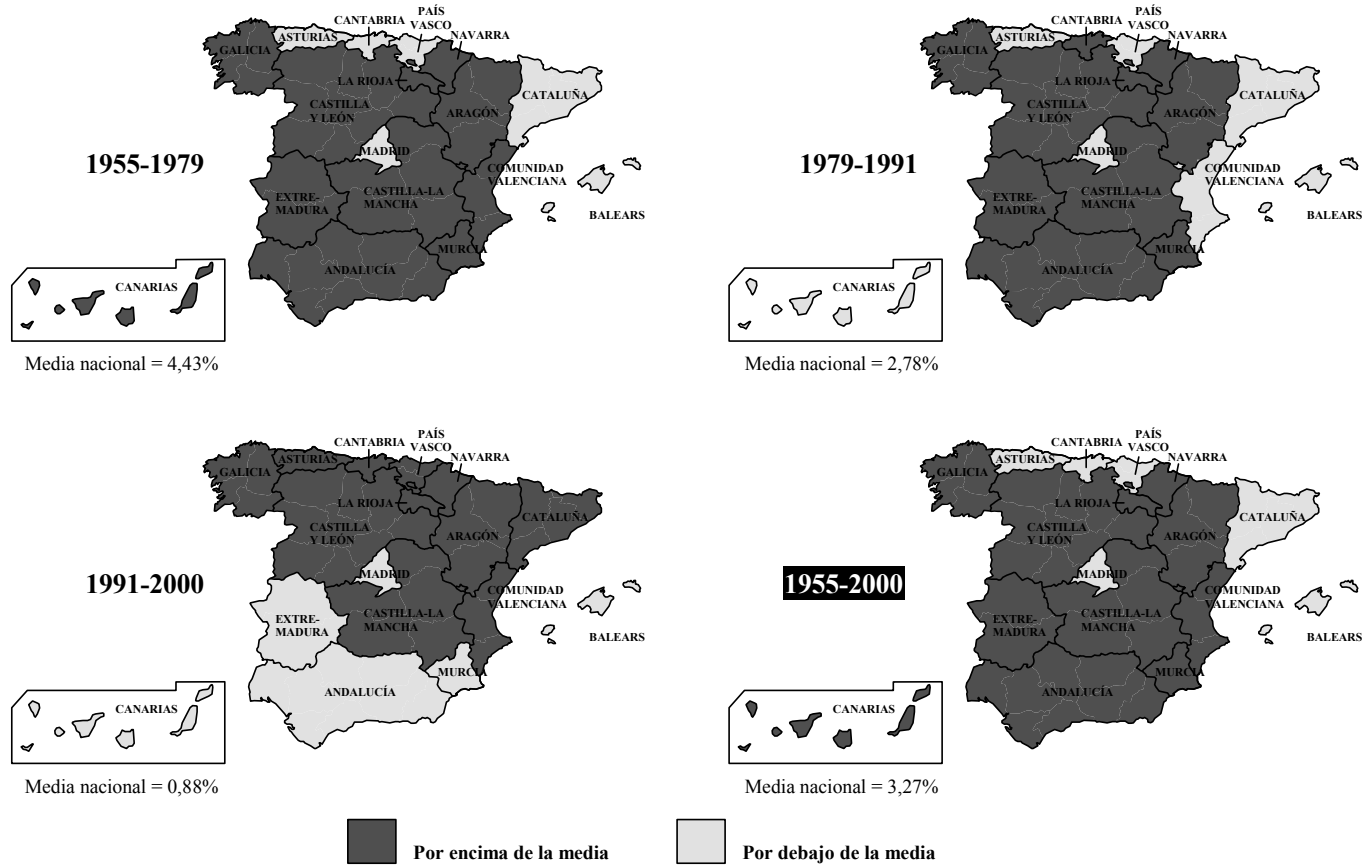 PAÍS
VASCO
CANTABRIA
NAVARRA
ASTURIAS
GALICIA
LA RIOJA
CATALUÑA
CASTILLA
Y LEÓN
ARAGÓN
MADRID
1955-1979
COMUNIDAD
VALENCIANA
CASTILLA-LA
MANCHA
EXTRE-
MADURA
BALEARS
MURCIA
ANDALUCÍA
CANARIAS
Media nacional = 4,43%
PAÍS
VASCO
CANTABRIA
NAVARRA
ASTURIAS
GALICIA
LA RIOJA
CATALUÑA
CASTILLA
Y LEÓN
ARAGÓN
MADRID
1979-1991
COMUNIDAD
VALENCIANA
CASTILLA-LA
MANCHA
EXTRE-
MADURA
BALEARS
MURCIA
ANDALUCÍA
CANARIAS
Media nacional = 2,78%
PAÍS
VASCO
CANTABRIA
NAVARRA
ASTURIAS
GALICIA
LA RIOJA
CATALUÑA
CASTILLA
Y LEÓN
ARAGÓN
MADRID
1991-2000
COMUNIDAD
VALENCIANA
CASTILLA-LA
MANCHA
EXTRE-
MADURA
BALEARS
MURCIA
ANDALUCÍA
CANARIAS
Media nacional = 0,88%
PAÍS
VASCO
CANTABRIA
NAVARRA
ASTURIAS
GALICIA
LA RIOJA
CATALUÑA
CASTILLA
Y LEÓN
ARAGÓN
MADRID
1955-2000
COMUNIDAD
VALENCIANA
CASTILLA-LA
MANCHA
EXTRE-
MADURA
BALEARS
MURCIA
ANDALUCÍA
CANARIAS
Media nacional = 3,27%
Por encima de la media
Por debajo de la media